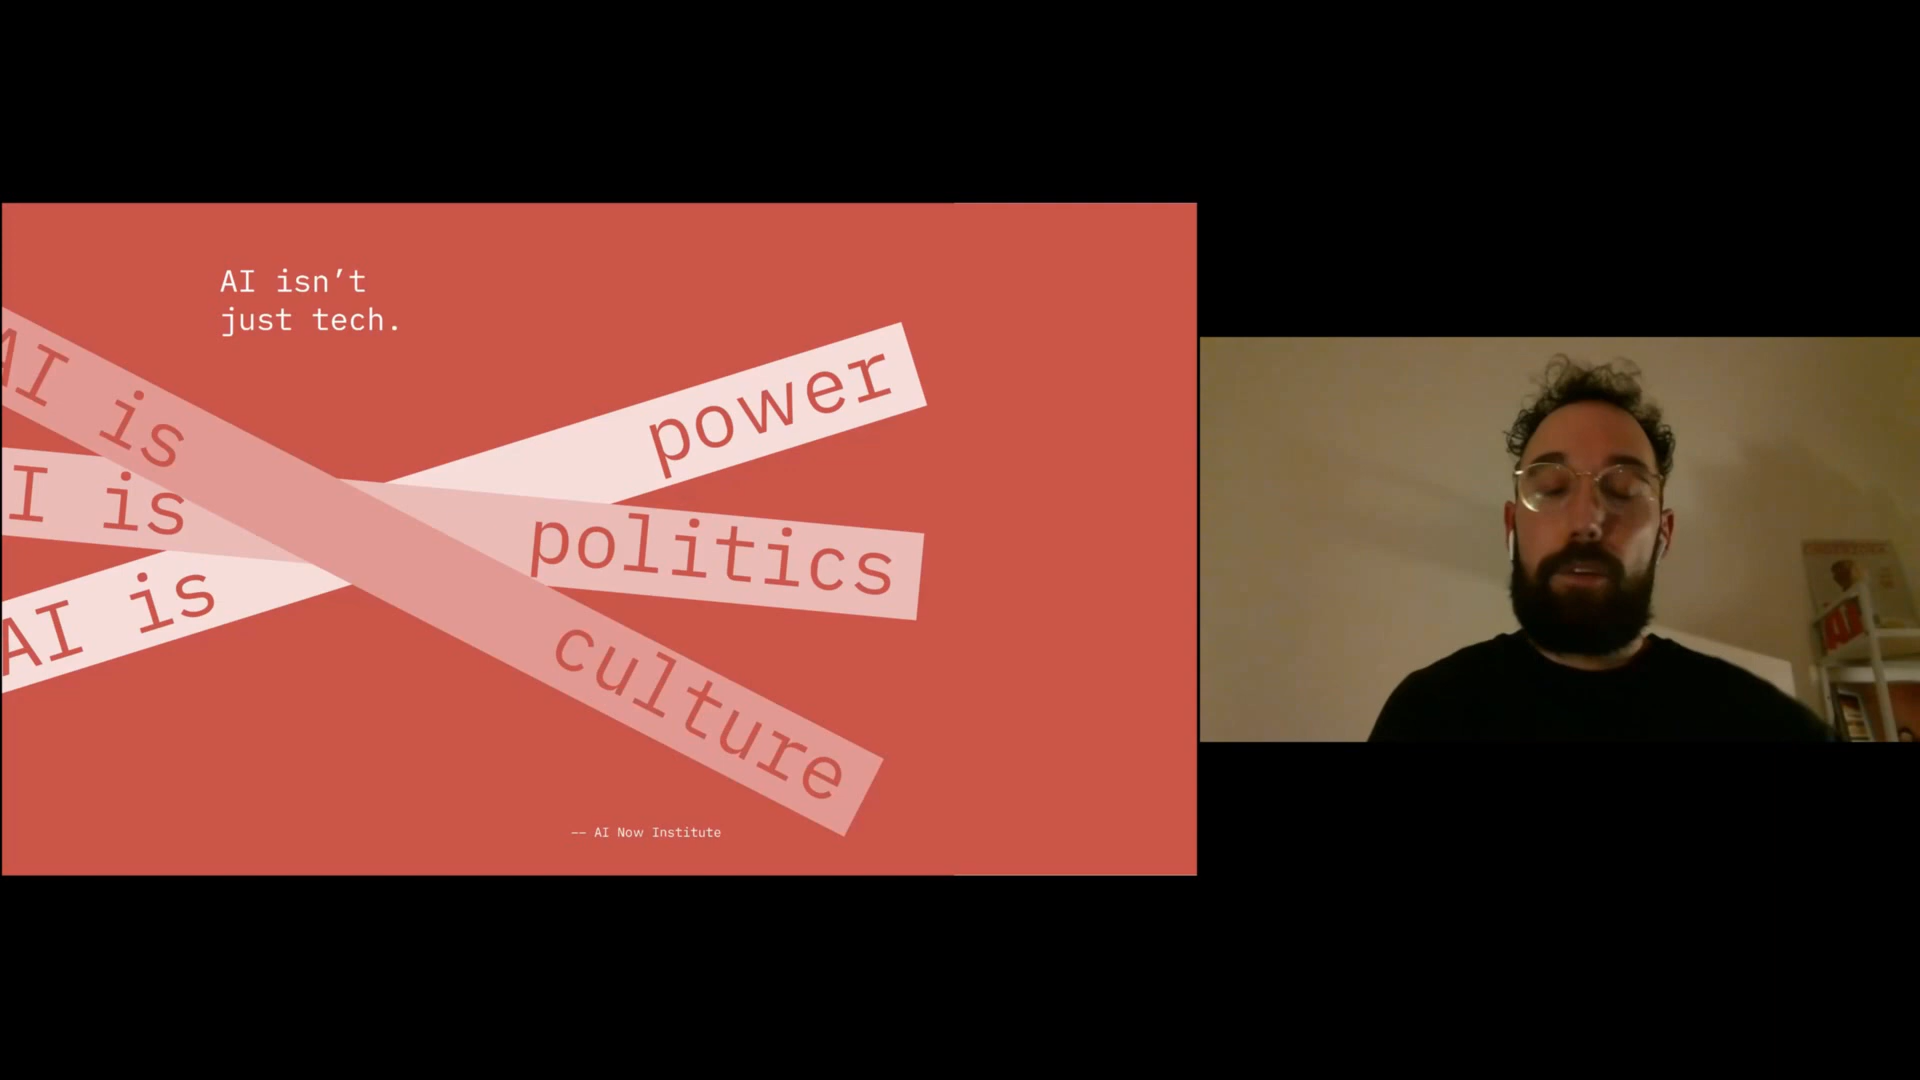 AI isn’t
just tech.
AI is power
I is politics
AI is culture
-- AI Now Institute